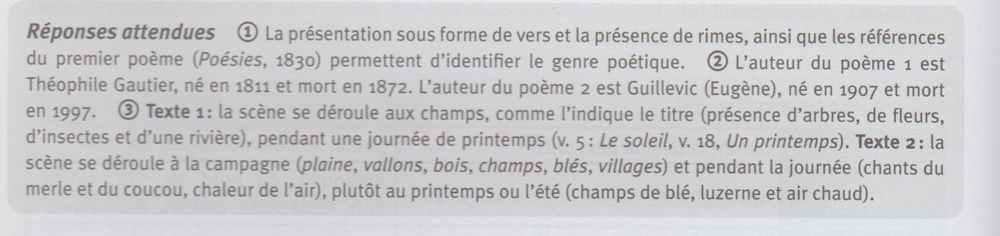 Réponses attendues ① La présentation sous forme de vers et la présence de rimes, ainsi que les références
du premier poème (Poésies, 1830) permettent d'identifier le genre poétique. ② L'auteur du poème 1 est
Théophile Gautier, né en 1811 et mort en 1872. L'auteur du poème 2 est Guillevic (Eugène), né en 1907 et mort
en 1997. ③ Texte 1 : la scène se déroule aux champs, comme l'indique le titre (présence d'arbres, de fleurs,
d'insectes et d'une rivière), pendant une journée de printemps (v. 5 : Le soleil, v. 18, Un printemps). Texte 2 : la
scène se déroule à la campagne (plaine, vallons, bois, champs, blés, villages) et pendant la journée (chants du
merle et du coucou, chaleur de l'air), plutôt au printemps ou l'été (champs de blé, luzerne et air chaud).